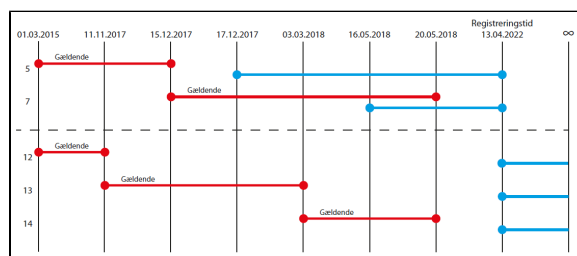 Registreringstid
01.03.2015 11.11.2017 15.12.2017 17.12.2017 03.03.2018 16.05.2018 20.05.2018 13.04.2022 ∞
Gældende
5
Gældende
7
Gældende
12
Gældende
13
Gældende
14